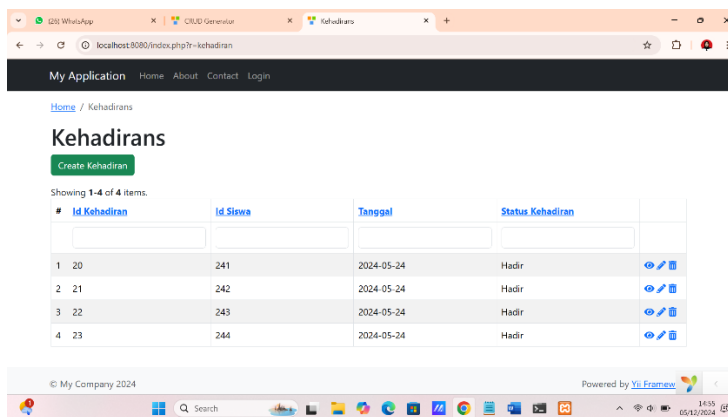 (26) WhatsApp
CRUD Generator
Kehadirans
localhost:8080/index.php?r=kehadiran
My Application Home About Contact Login
Home / Kehadirans
Kehadirans
Create Kehadiran
Showing 1-4 of 4 items.
# Id Kehadiran Id Siswa Tanggal Status Kehadiran
1 20 241 2024-05-24 Hadir
2 21 242 2024-05-24 Hadir
3 22 243 2024-05-24 Hadir
4 23 244 2024-05-24 Hadir
© My Company 2024 Powered by Yii Framew
Search
14:55
05/12/2024